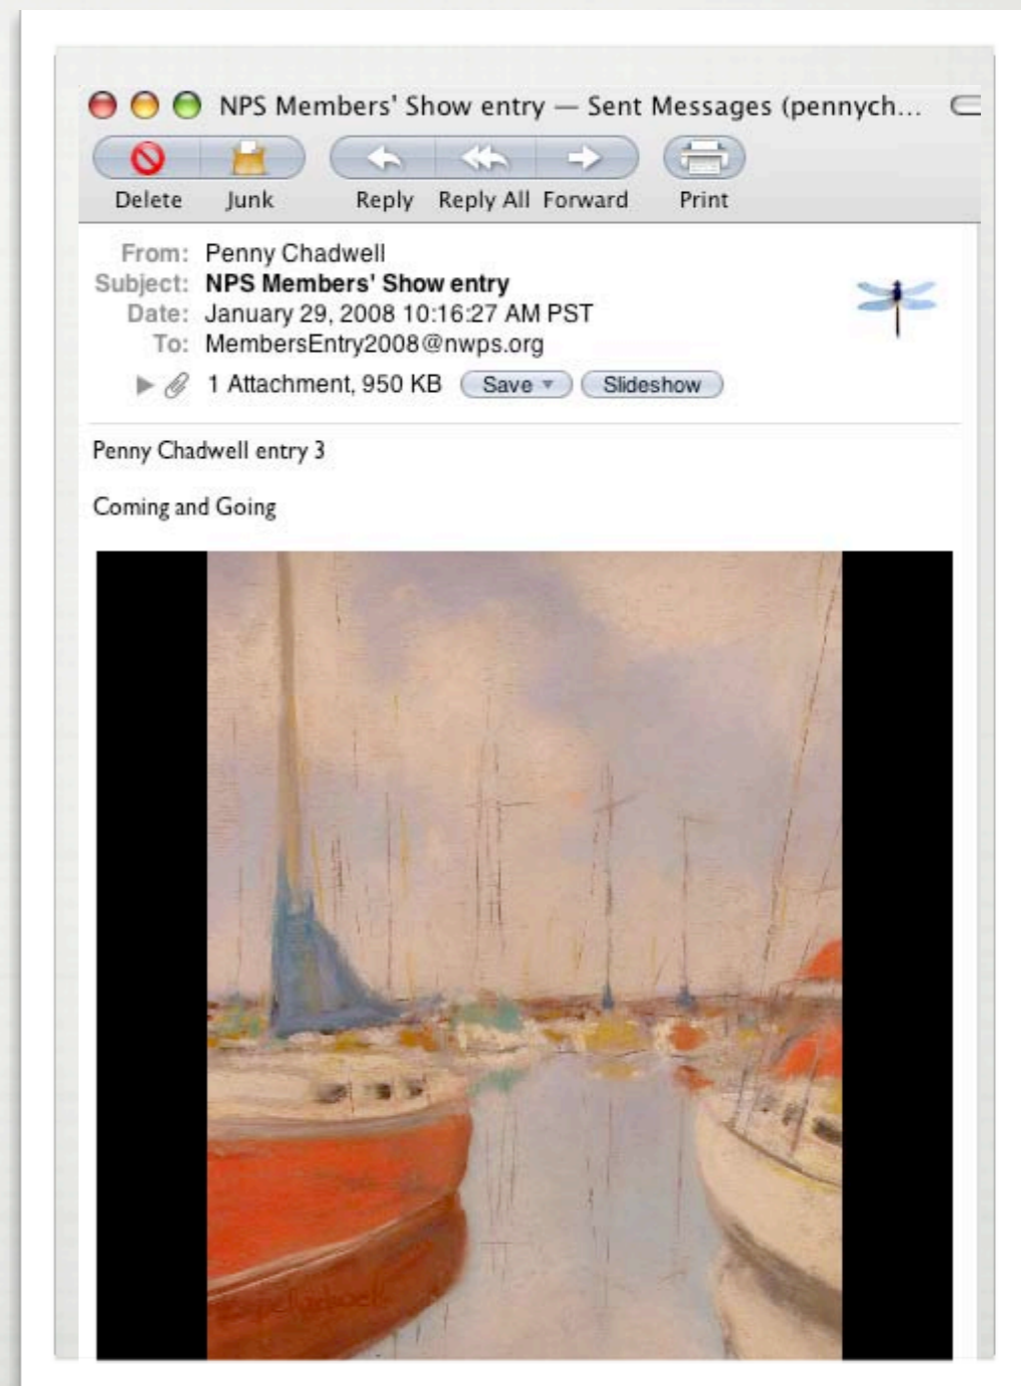 NPS Members' Show entry — Sent Messages (pennych...
Delete Junk Reply Reply All Forward Print
From: Penny Chadwell
Subject: NPS Members' Show entry
Date: January 29, 2008 10:16:27 AM PST
To: MembersEntry2008@nwps.org
1 Attachment, 950 KB Save Slideshow
Penny Chadwell entry 3
Coming and Going